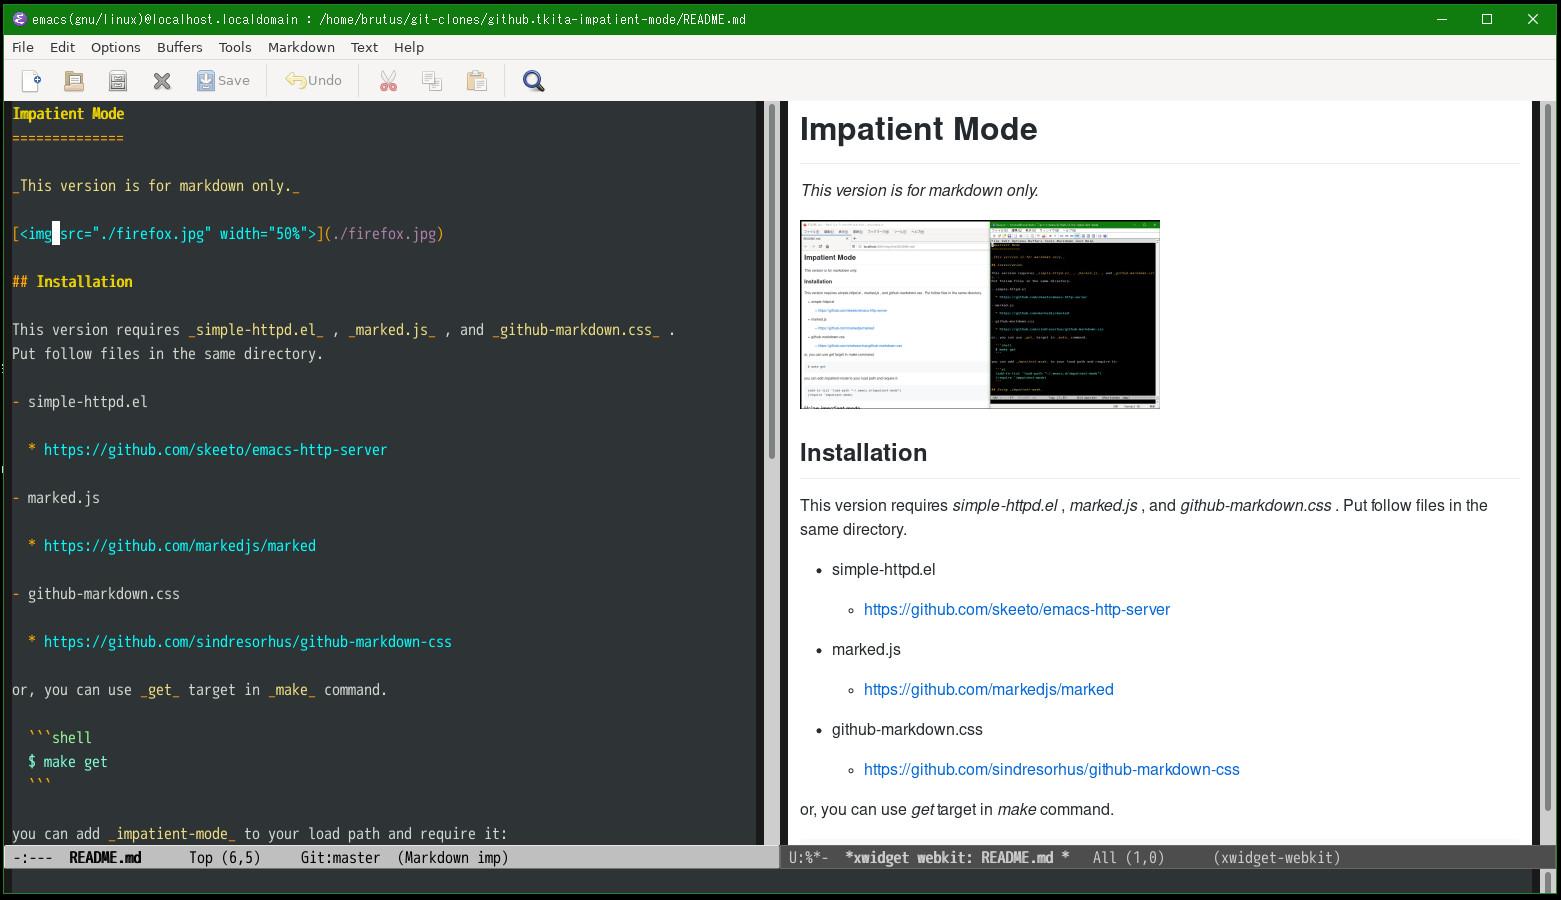 emacs(gnu/linux)@localhost.localdomain : /home/brutus/git-clones/github.tkita-impatient-mode/README.md
File Edit Options Buffers Tools Markdown Text Help
Save Undo
Impatient Mode
==============
_This version is for markdown only._
[<img src="./firefox.jpg" width="50%">](./firefox.jpg)
## Installation
This version requires _simple-httpd.el_ , _marked.js_ , and _github-markdown.css_ .
Put follow files in the same directory.
- simple-httpd.el
* https://github.com/skeeto/emacs-http-server
- marked.js
* https://github.com/markedjs/marked
- github-markdown.css
* https://github.com/sindresorhus/github-markdown-css
or, you can use _get_ target in _make_ command.
```shell
$ make get
```
you can add _impatient-mode_ to your load path and require it:
-:--- README.md Top (6,5) Git:master (Markdown imp)
Impatient Mode
This version is for markdown only.
Impatient Mode
This version is for markdown only.
Installation
Installation
This version requires simple-httpd.el , marked.js , and github-markdown.css . Put follow files in the
same directory.
• simple-httpd.el
◦ https://github.com/skeeto/emacs-http-server
• marked.js
◦ https://github.com/markedjs/marked
• github-markdown.css
◦ https://github.com/sindresorhus/github-markdown-css
or, you can use get target in make command.
U:%*- *xwidget webkit: README.md * All (1,0) (xwidget-webkit)